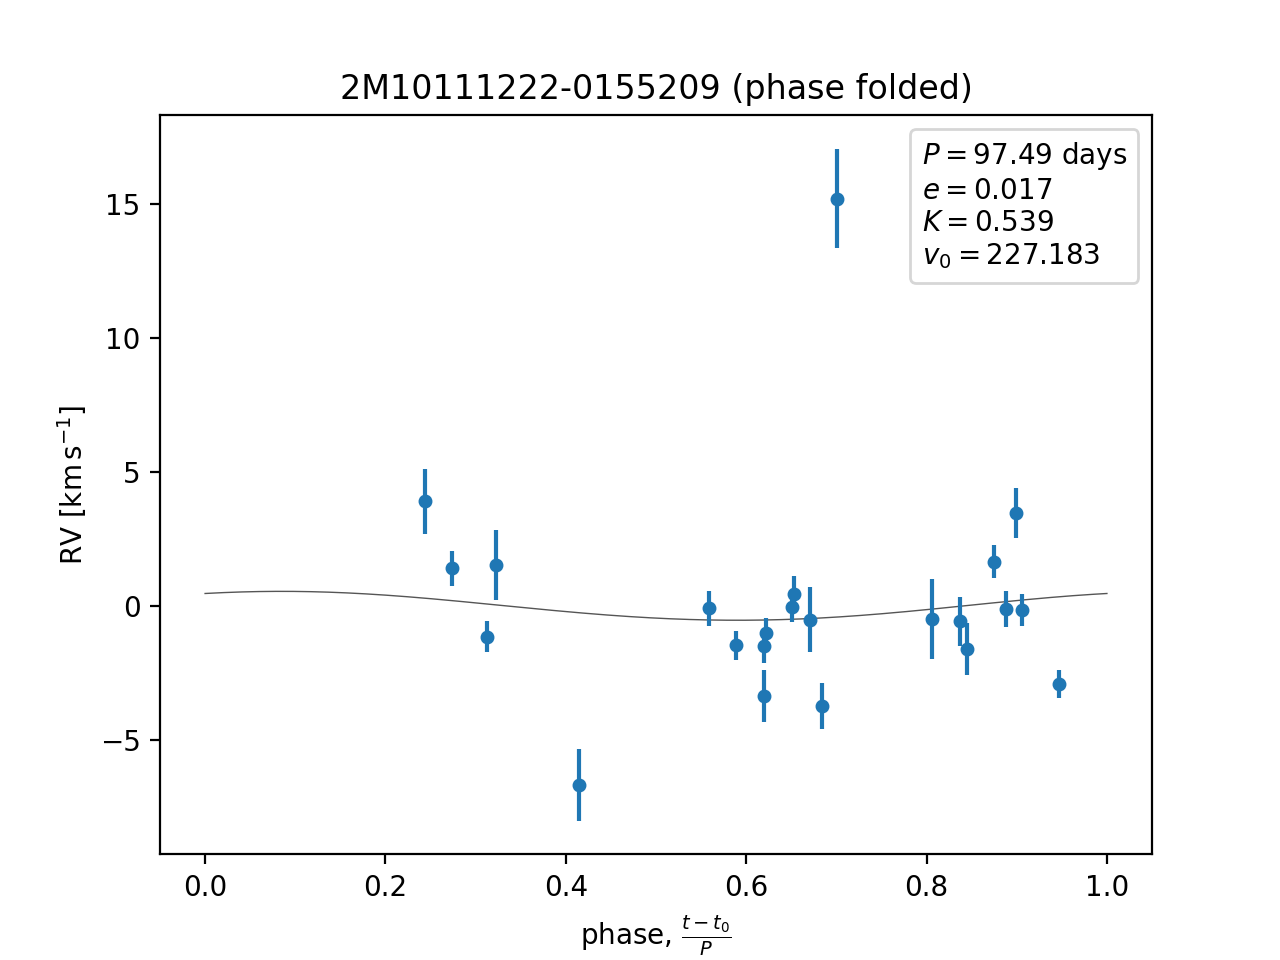 2M10111222-0155209 (phase folded)
P = 97.49 days
e = 0.017
K = 0.539
v₀ = 227.183
15
10
5
0
−5
RV [km s⁻¹]
0.0 0.2 0.4 0.6 0.8 1.0
phase, (t − t₀)/P